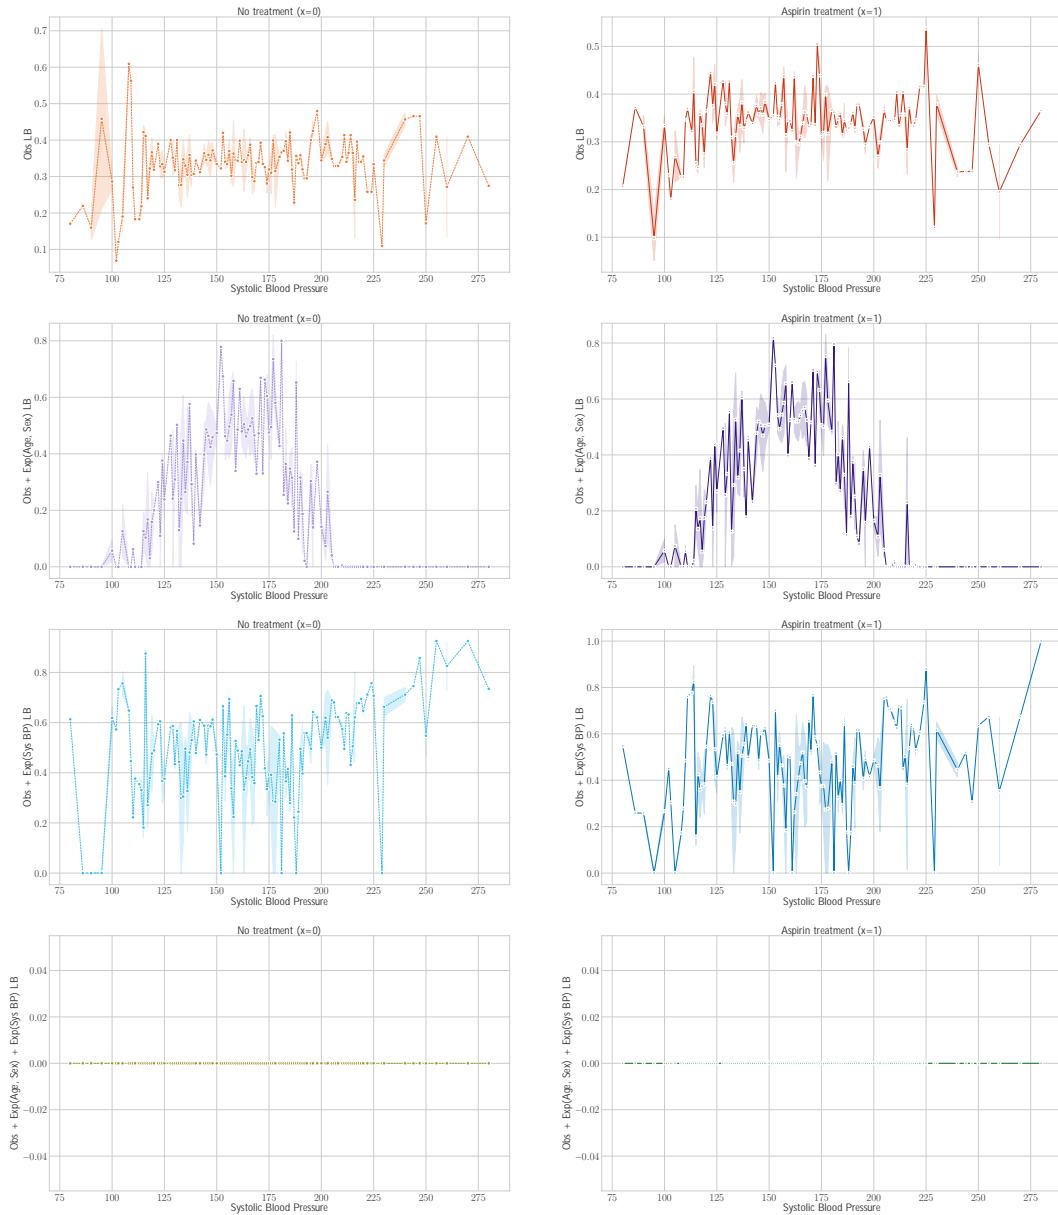 No treatment (x=0)
Obs LB
0.7
0.6
0.5
0.4
0.3
0.2
0.1
75 100 125 150 175 200 225 250 275
Systolic Blood Pressure
Aspirin treatment (x=1)
Obs LB
0.5
0.4
0.3
0.2
0.1
75 100 125 150 175 200 225 250 275
Systolic Blood Pressure
No treatment (x=0)
Obs + Exp(Age, Sex) LB
0.8
0.6
0.4
0.2
0.0
75 100 125 150 175 200 225 250 275
Systolic Blood Pressure
Aspirin treatment (x=1)
Obs + Exp(Age, Sex) LB
0.8
0.6
0.4
0.2
0.0
75 100 125 150 175 200 225 250 275
Systolic Blood Pressure
No treatment (x=0)
Obs + Exp(Sys BP) LB
0.8
0.6
0.4
0.2
0.0
75 100 125 150 175 200 225 250 275
Systolic Blood Pressure
Aspirin treatment (x=1)
Obs + Exp(Sys BP) LB
1.0
0.8
0.6
0.4
0.2
0.0
75 100 125 150 175 200 225 250 275
Systolic Blood Pressure
No treatment (x=0)
Obs + Exp(Age, Sex) + Exp(Sys BP) LB
0.04
0.02
0.00
−0.02
−0.04
75 100 125 150 175 200 225 250 275
Systolic Blood Pressure
Aspirin treatment (x=1)
Obs + Exp(Age, Sex) + Exp(Sys BP) LB
0.04
0.02
0.00
−0.02
−0.04
75 100 125 150 175 200 225 250 275
Systolic Blood Pressure